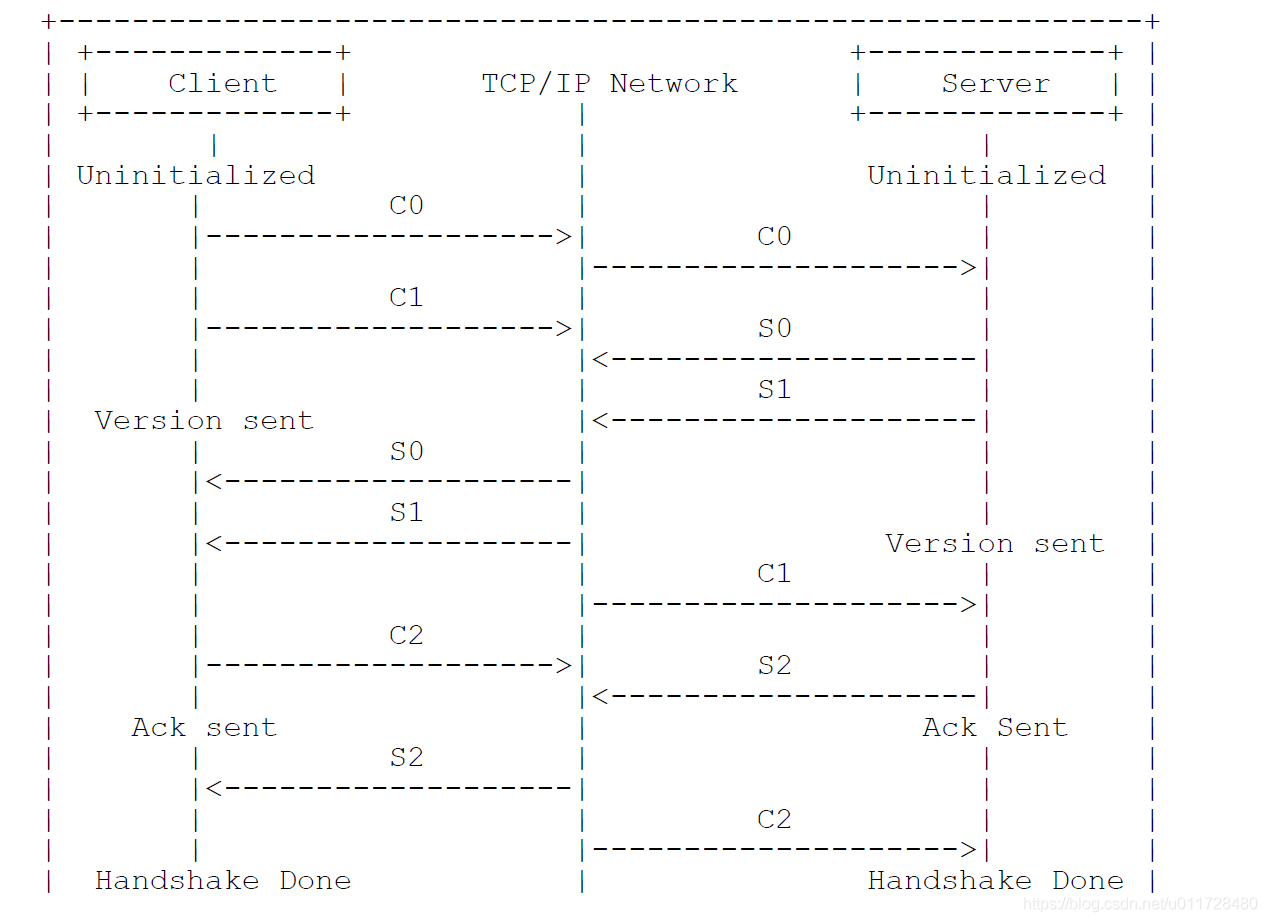 +-----------------------------------------------------------+
| +-------------+                           +-------------+ |
| |    Client   |       TCP/IP Network      |    Server   | |
| +-------------+             |             +-------------+ |
|        |                    |                     |       |
| Uninitialized               |              Uninitialized  |
|       |          C0         |                     |       |
|       |------------------->|          C0         |       |
|       |                    |-------------------->|       |
|       |          C1         |                     |       |
|       |------------------->|          S0         |       |
|       |                    |<--------------------|       |
|       |                    |          S1         |       |
|  Version sent              |<--------------------|       |
|       |          S0         |                     |       |
|       |<-------------------|                     |       |
|       |          S1         |                     |       |
|       |<-------------------|               Version sent  |
|       |                    |          C1         |       |
|       |                    |-------------------->|       |
|       |          C2         |                     |       |
|       |------------------->|          S2         |       |
|       |                    |<--------------------|       |
|    Ack sent                |                 Ack Sent    |
|       |          S2         |                     |       |
|       |<-------------------|                     |       |
|       |                    |          C2         |       |
|       |                    |-------------------->|       |
|  Handshake Done            |              Handshake Done |
https://blog.csdn.net/u011728480